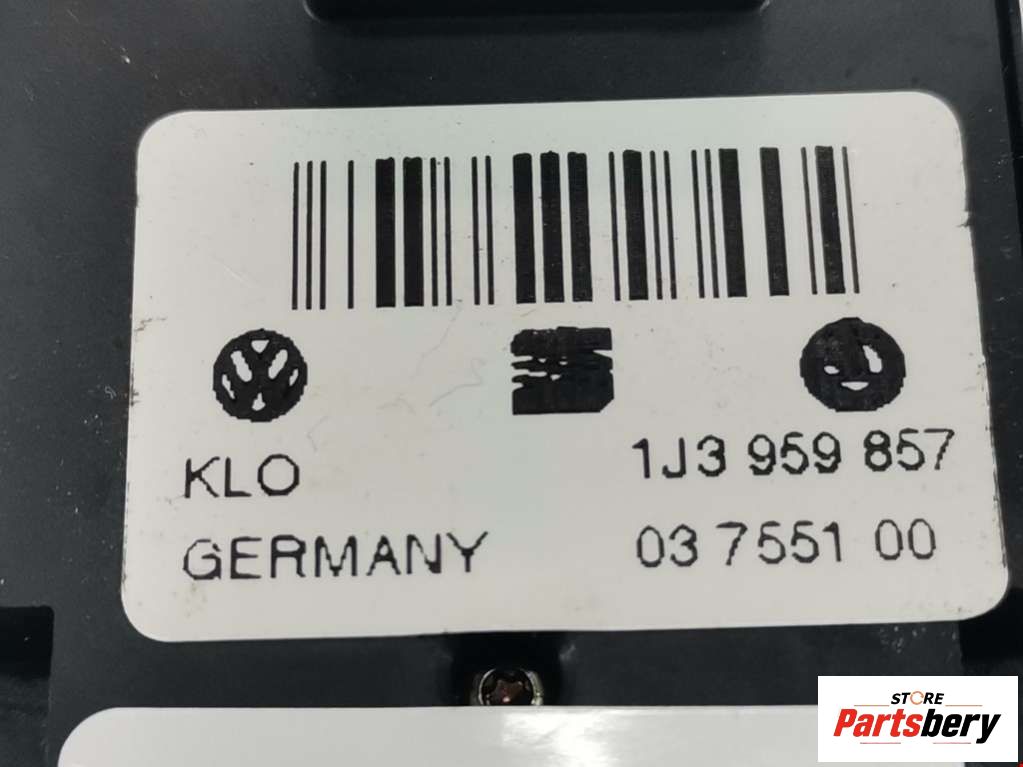 KLO
1J3 959 857
GERMANY
03 7551 00
STORE
Partsbery